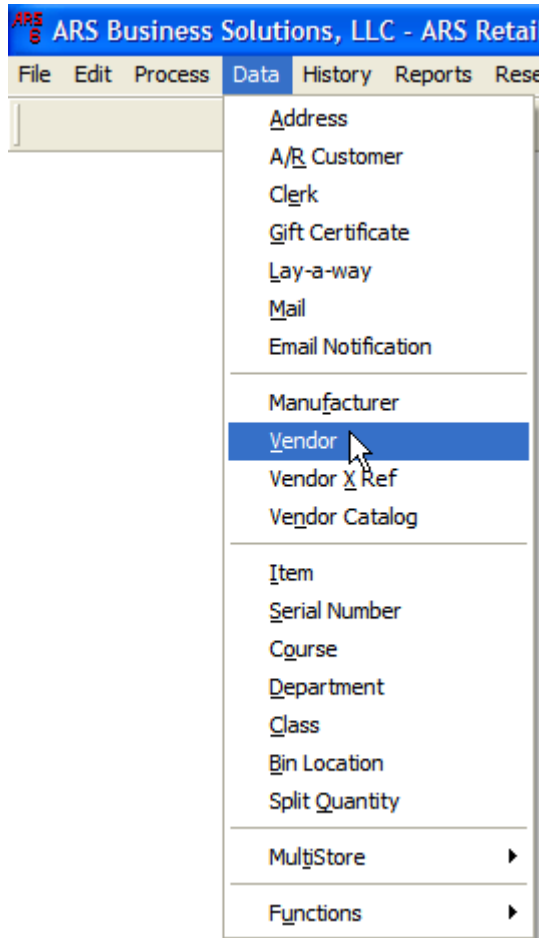 ARS 6 ARS Business Solutions, LLC - ARS Retai
File Edit Process Data History Reports Rese
Address
A/R Customer
Clerk
Gift Certificate
Lay-a-way
Mail
Email Notification
Manufacturer
Vendor
Vendor X Ref
Vendor Catalog
Item
Serial Number
Course
Department
Class
Bin Location
Split Quantity
MultiStore
Functions